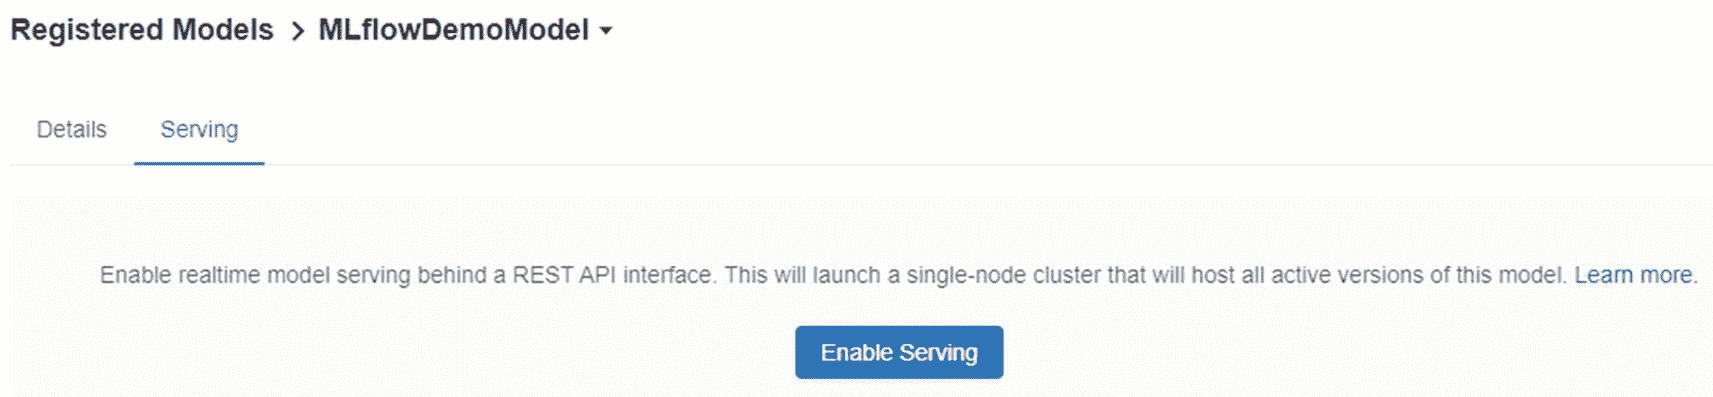 Registered Models > MLflowDemoModel
Details Serving
Enable realtime model serving behind a REST API interface. This will launch a single-node cluster that will host all active versions of this model. Learn more.
Enable Serving